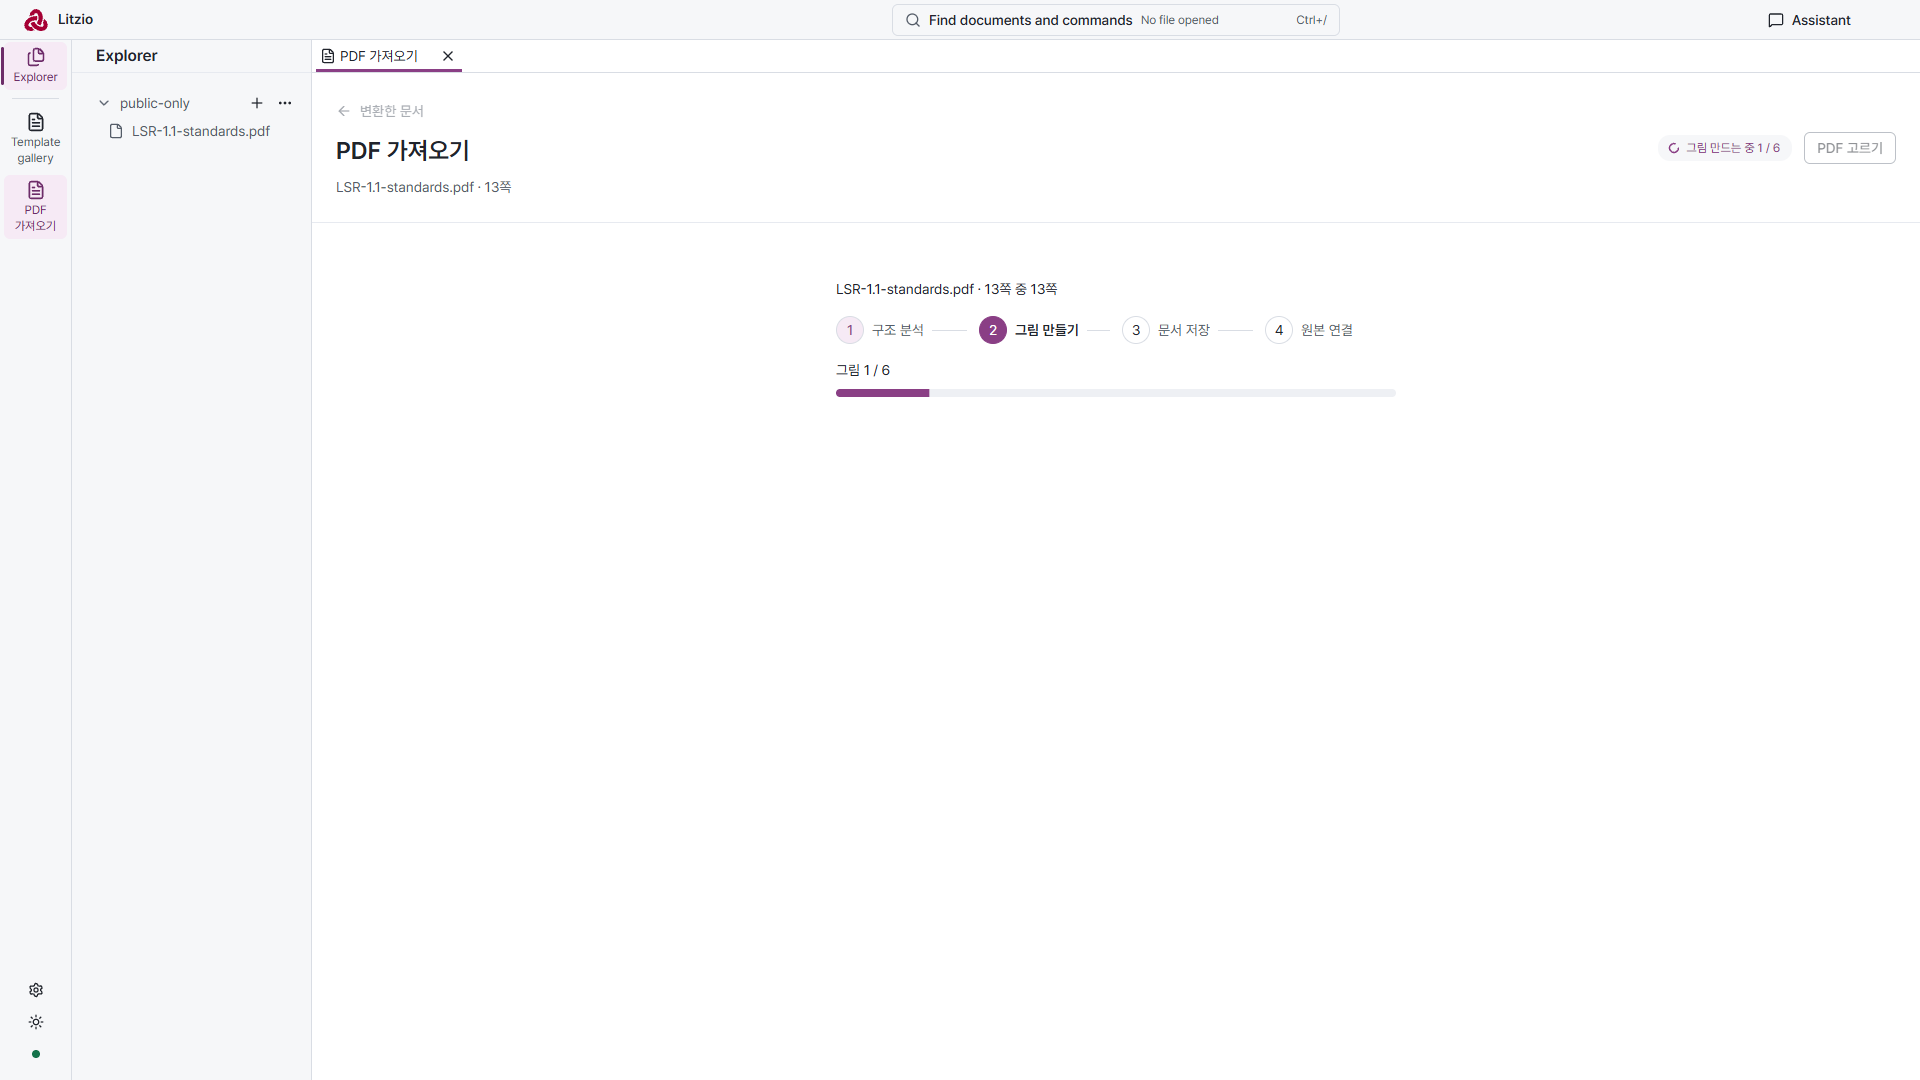 Litzio
Find documents and commands No file opened Ctrl+/
Assistant
Explorer
Template
gallery
PDF
가져오기
Explorer
public-only
LSR-1.1-standards.pdf
PDF 가져오기
변환한 문서
PDF 가져오기
LSR-1.1-standards.pdf · 13쪽
그림 만드는 중 1 / 6
PDF 고르기
LSR-1.1-standards.pdf · 13쪽 중 13쪽
1 구조 분석 2 그림 만들기 3 문서 저장 4 원본 연결
그림 1 / 6